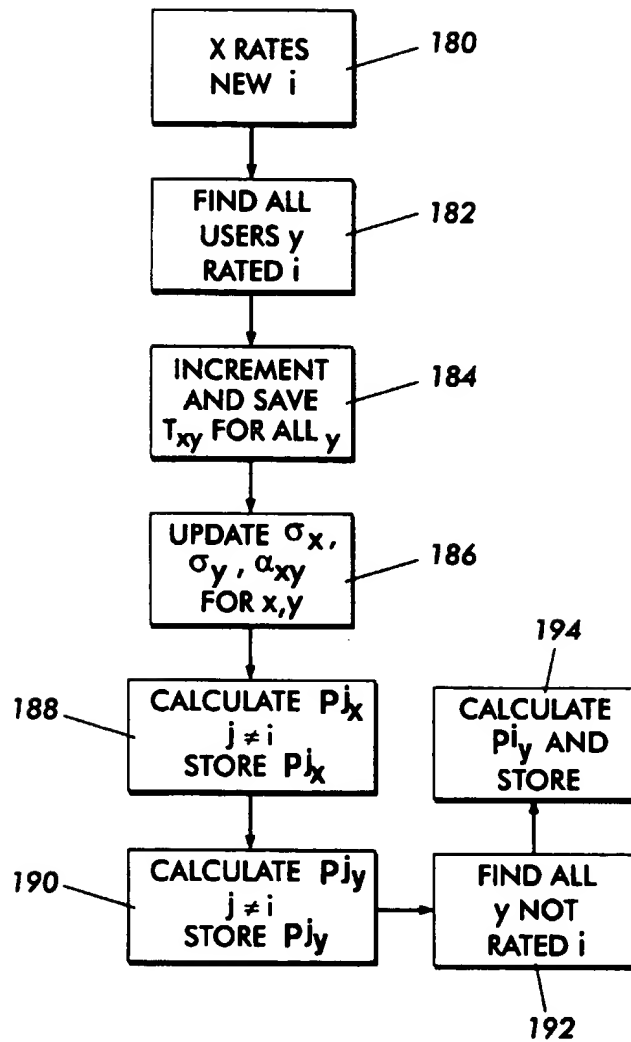 X RATES
NEW i
180
FIND ALL
USERS y
RATED i
182
INCREMENT
AND SAVE
Txy FOR ALL y
184
UPDATE σx,
σy, αxy
FOR x,y
186
CALCULATE Pjx
j ≠ i
STORE Pjx
188
CALCULATE Pjy
j ≠ i
STORE Pjy
190
FIND ALL
y NOT
RATED i
192
CALCULATE
Piy AND
STORE
194